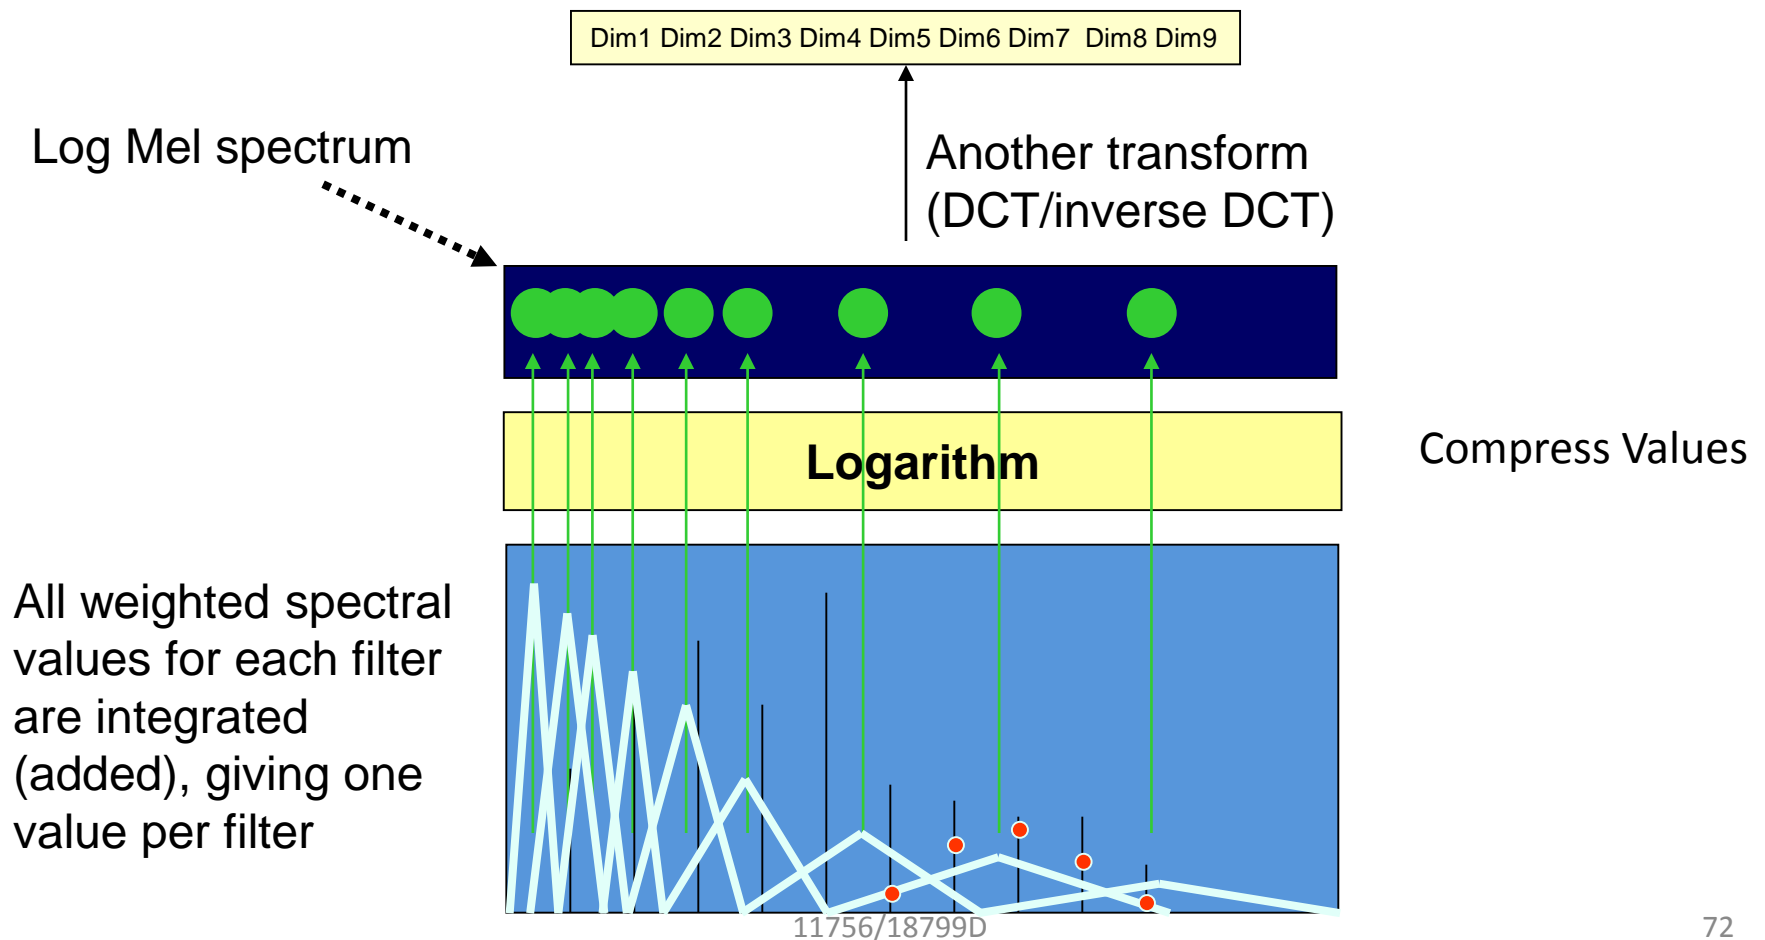 Dim1 Dim2 Dim3 Dim4 Dim5 Dim6 Dim7 Dim8 Dim9
Log Mel spectrum
Another transform
(DCT/inverse DCT)
Logarithm
Compress Values
All weighted spectral
values for each filter
are integrated
(added), giving one
value per filter
11756/18799D
72